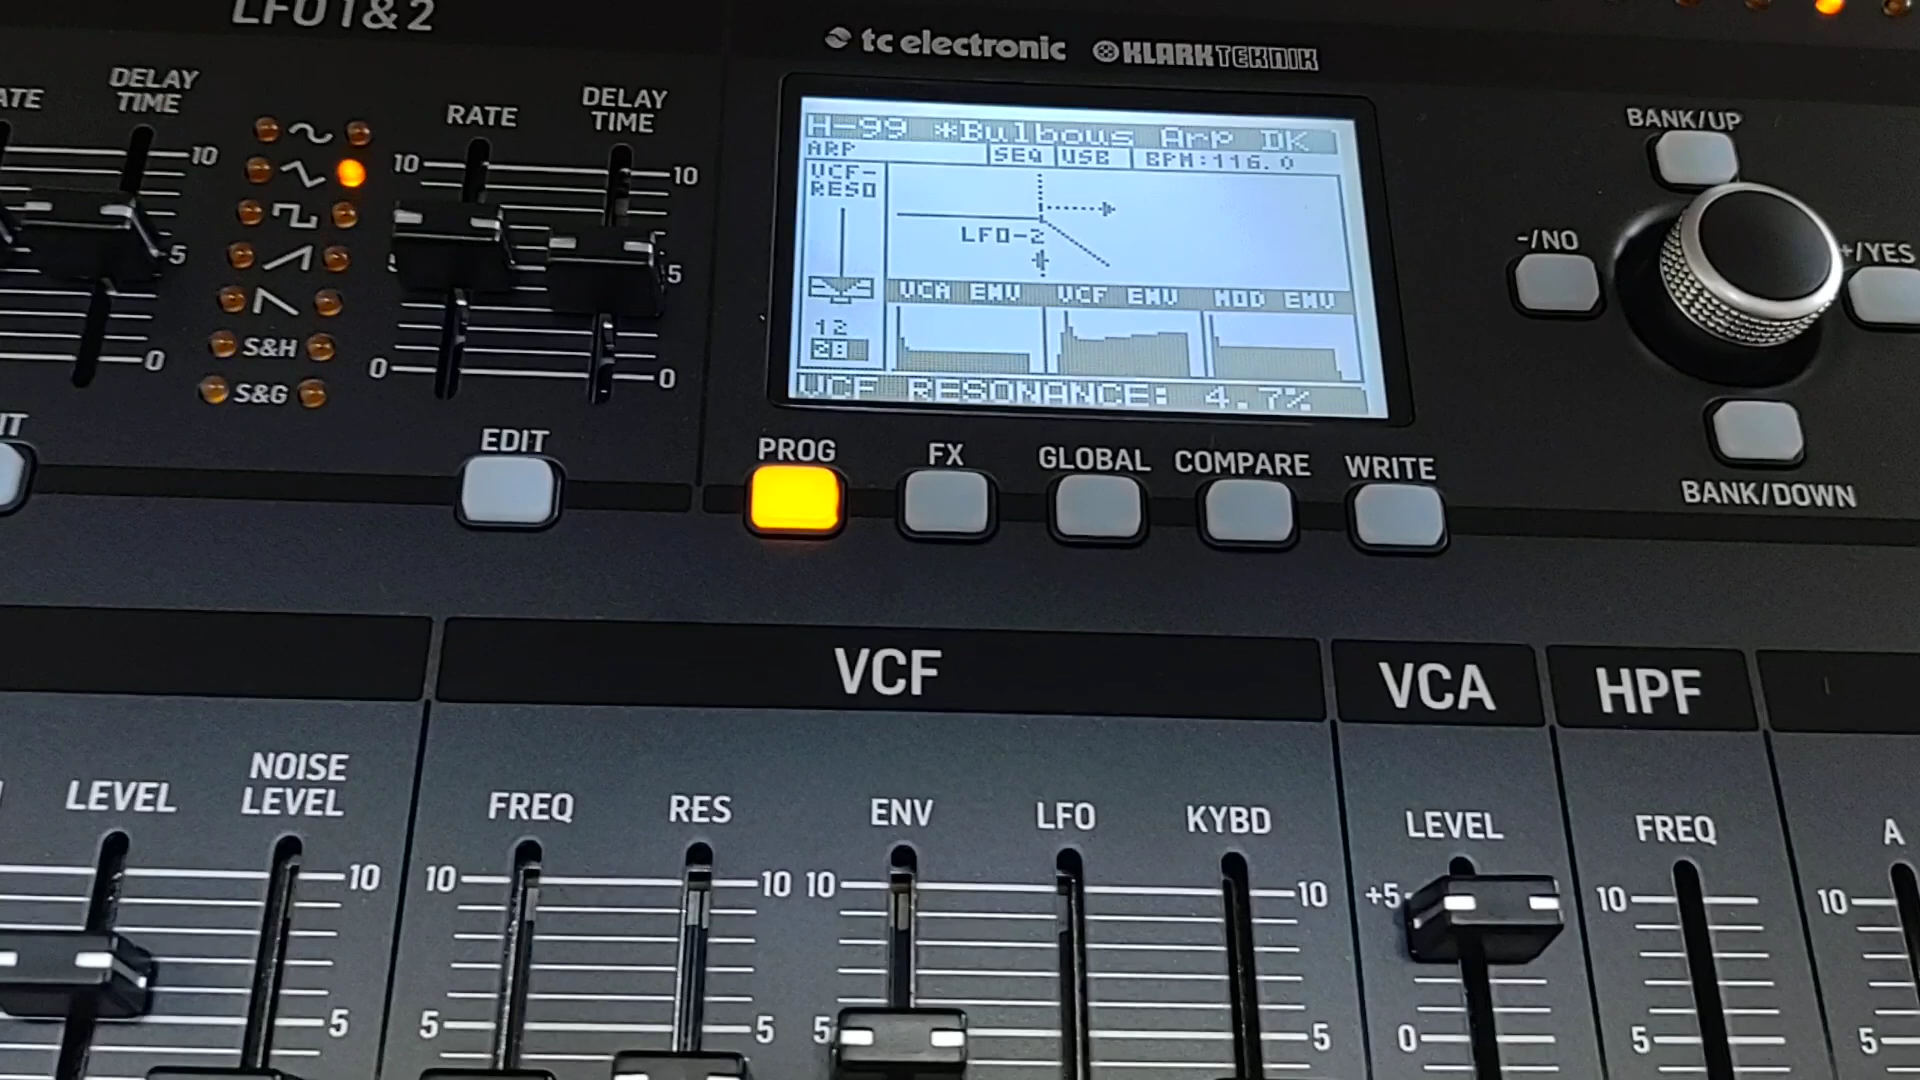 LFO 1 & 2
tc electronic KLARK TEKNIK
DELAY TIME
RATE
DELAY TIME
10
10
10
5
5
S&H
0
0
0
S&G
EDIT
H-99 *Bulbous Arp DK
ARP SEQ USB BPM:116.0
VCF-
RESO
LFO-2
VCA ENV VCF ENV MOD ENV
12
VCF RESONANCE: 4.7%
PROG FX GLOBAL COMPARE WRITE
BANK/UP
-/NO
+/YES
BANK/DOWN
VCF VCA HPF
LEVEL
NOISE LEVEL
FREQ RES ENV LFO KYBD LEVEL FREQ A
10 10 10 10 10 +5 10 10
5 5 5 5 5 0 5 5